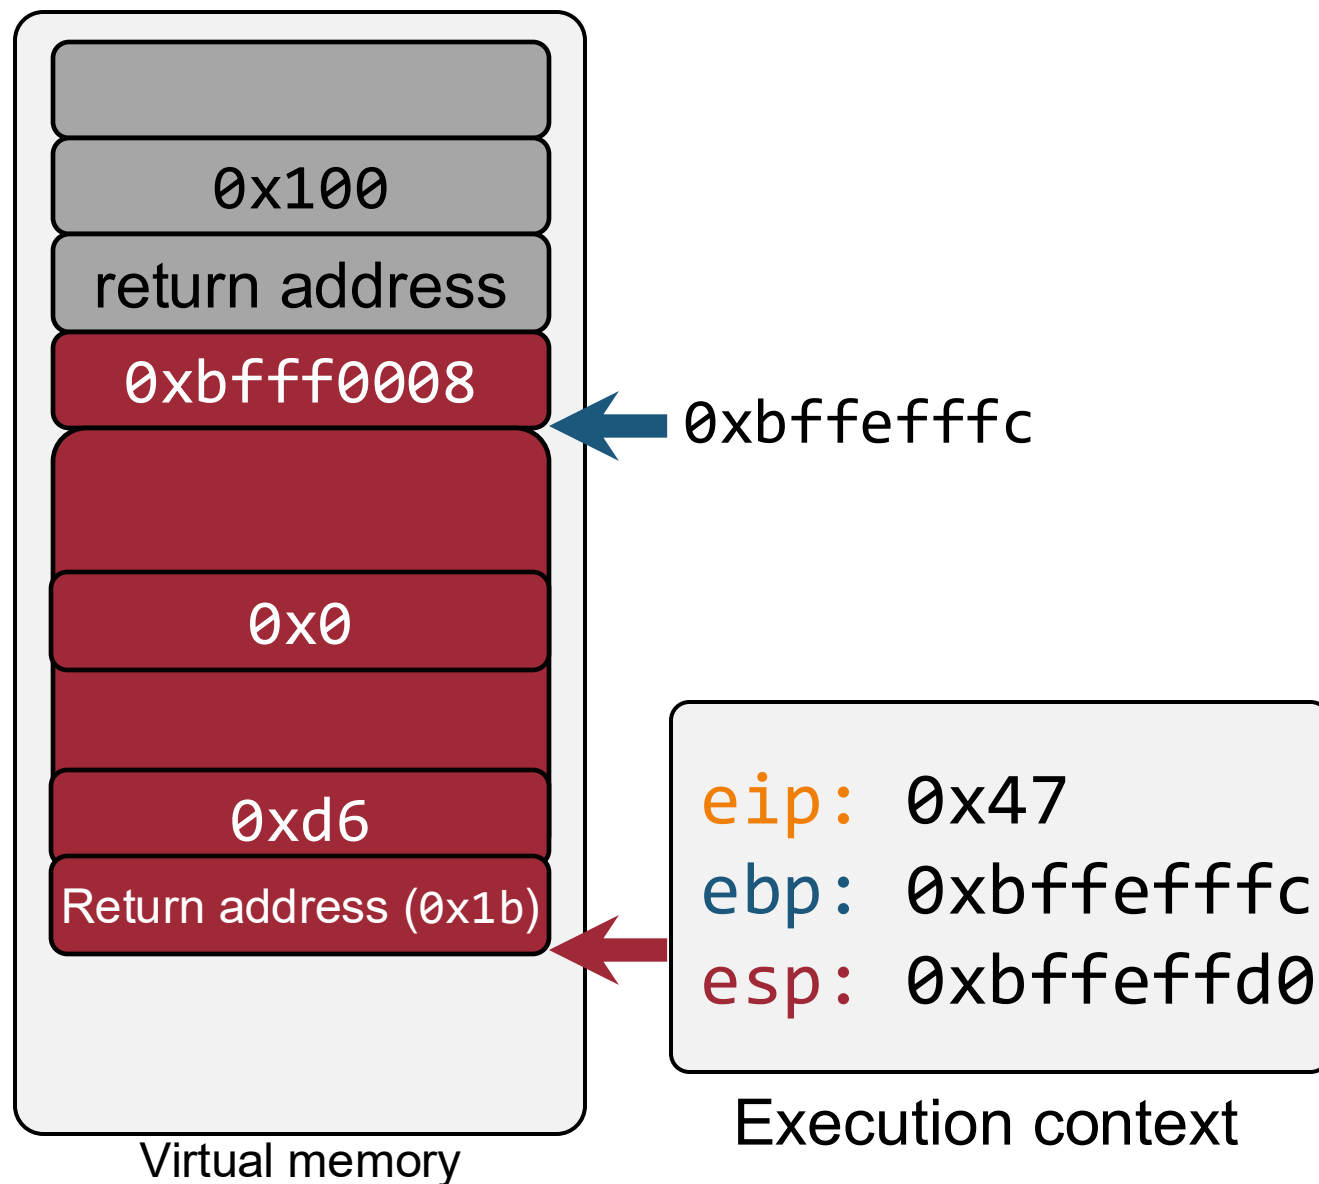 0x100
return address
0xbfff0008
0xbffefffc
0x0
0xd6
Return address (0x1b)
eip: 0x47
ebp: 0xbffefffc
esp: 0xbffeffd0
Execution context
Virtual memory